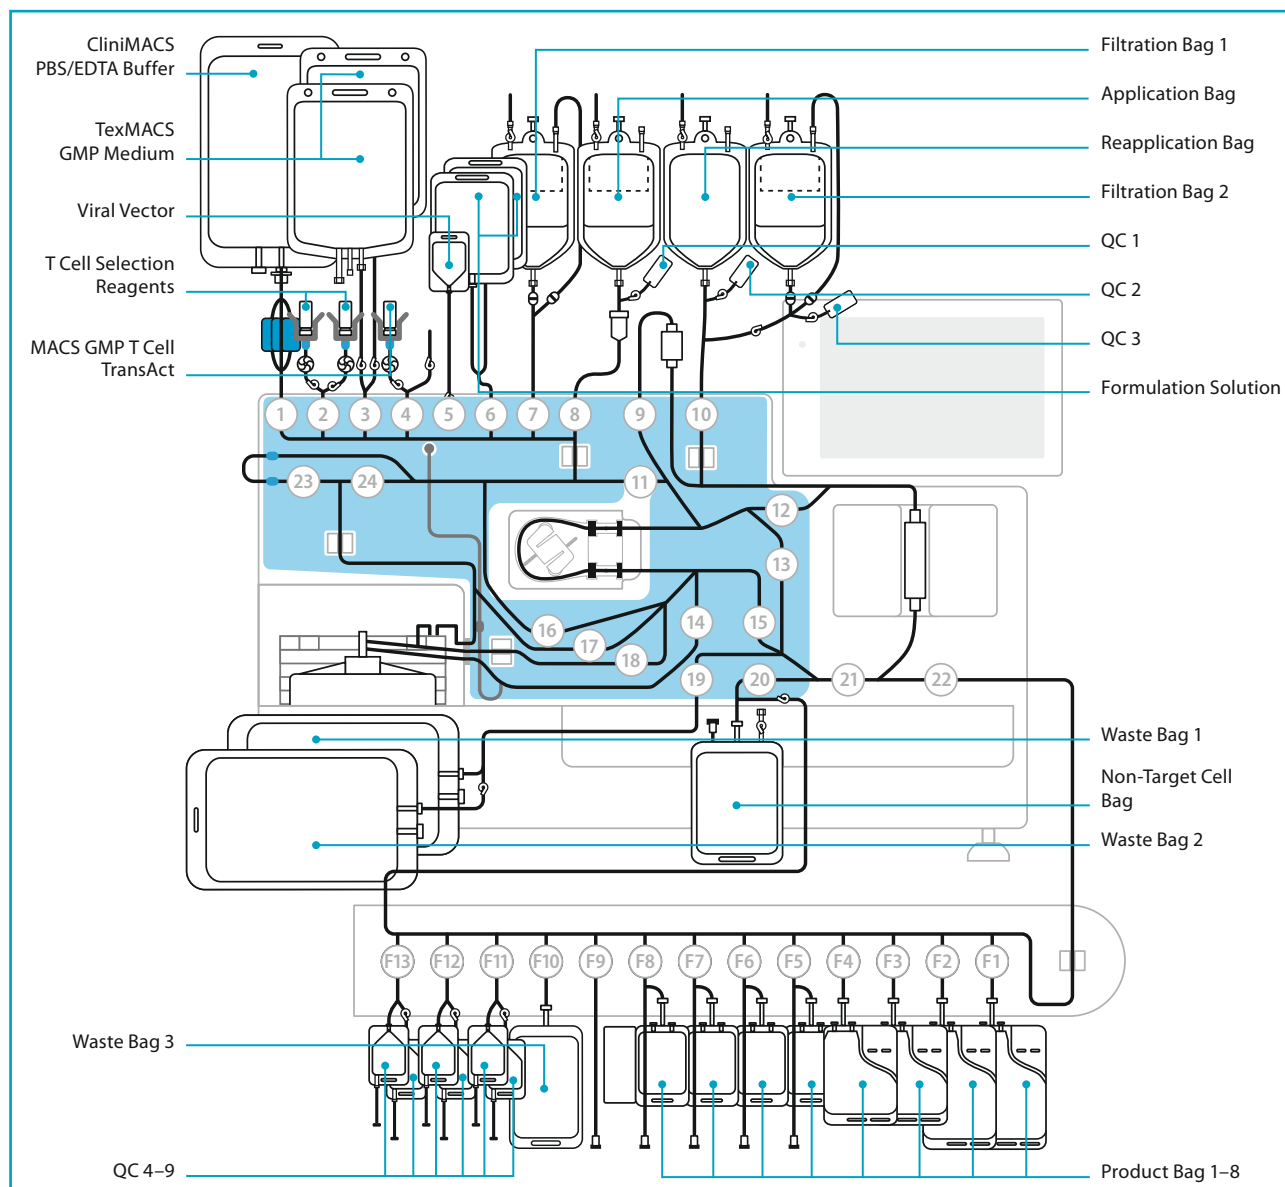 CliniMACS
PBS/EDTA Buffer
TexMACS
GMP Medium
Viral Vector
T Cell Selection
Reagents
MACS GMP T Cell
TransAct
Filtration Bag 1
Application Bag
Reapplication Bag
Filtration Bag 2
QC 1
QC 2
QC 3
Formulation Solution
1 2 3 4 5 6 7 8 9 10
23 24 11
12
13
16 17 18 14 15
19 20 21 22
Waste Bag 1
Non-Target Cell
Bag
Waste Bag 2
F13 F12 F11 F10 F9 F8 F7 F6 F5 F4 F3 F2 F1
Waste Bag 3
QC 4–9
Product Bag 1–8